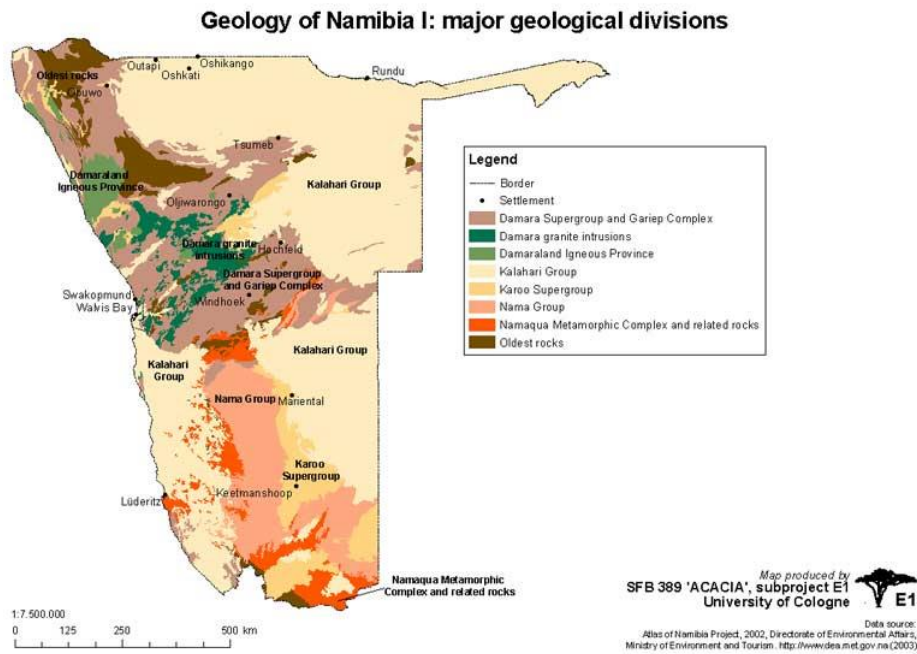 Geology of Namibia I: major geological divisions
Oshikango
Outapi
Oshkati
Rundu
Oldest rocks
Opuwo
Tsumeb
Damaraland
Igneous Province
Kalahari Group
Otjiwarongo
Damara granite
intrusions
Hochfeld
Damara Supergroup
and Gariep Complex
Swakopmund
Windhoek
Walvis Bay
Kalahari
Group
Kalahari Group
Nama Group
Mariental
Karoo
Supergroup
Lüderitz
Keetmanshoop
Namaqua Metamorphic
Complex and related rocks
Legend
Border
Settlement
Damara Supergroup and Gariep Complex
Damara granite intrusions
Damaraland Igneous Province
Kalahari Group
Karoo Supergroup
Nama Group
Namaqua Metamorphic Complex and related rocks
Oldest rocks
1:7.500.000
0 125 250 500 km
Map produced by
SFB 389 'ACACIA', subproject E1
University of Cologne
E1
Data source:
Atlas of Namibia Project, 2002, Directorate of Environmental Affairs,
Ministry of Environment and Tourism. http://www.dea.met.gov.na (2003)